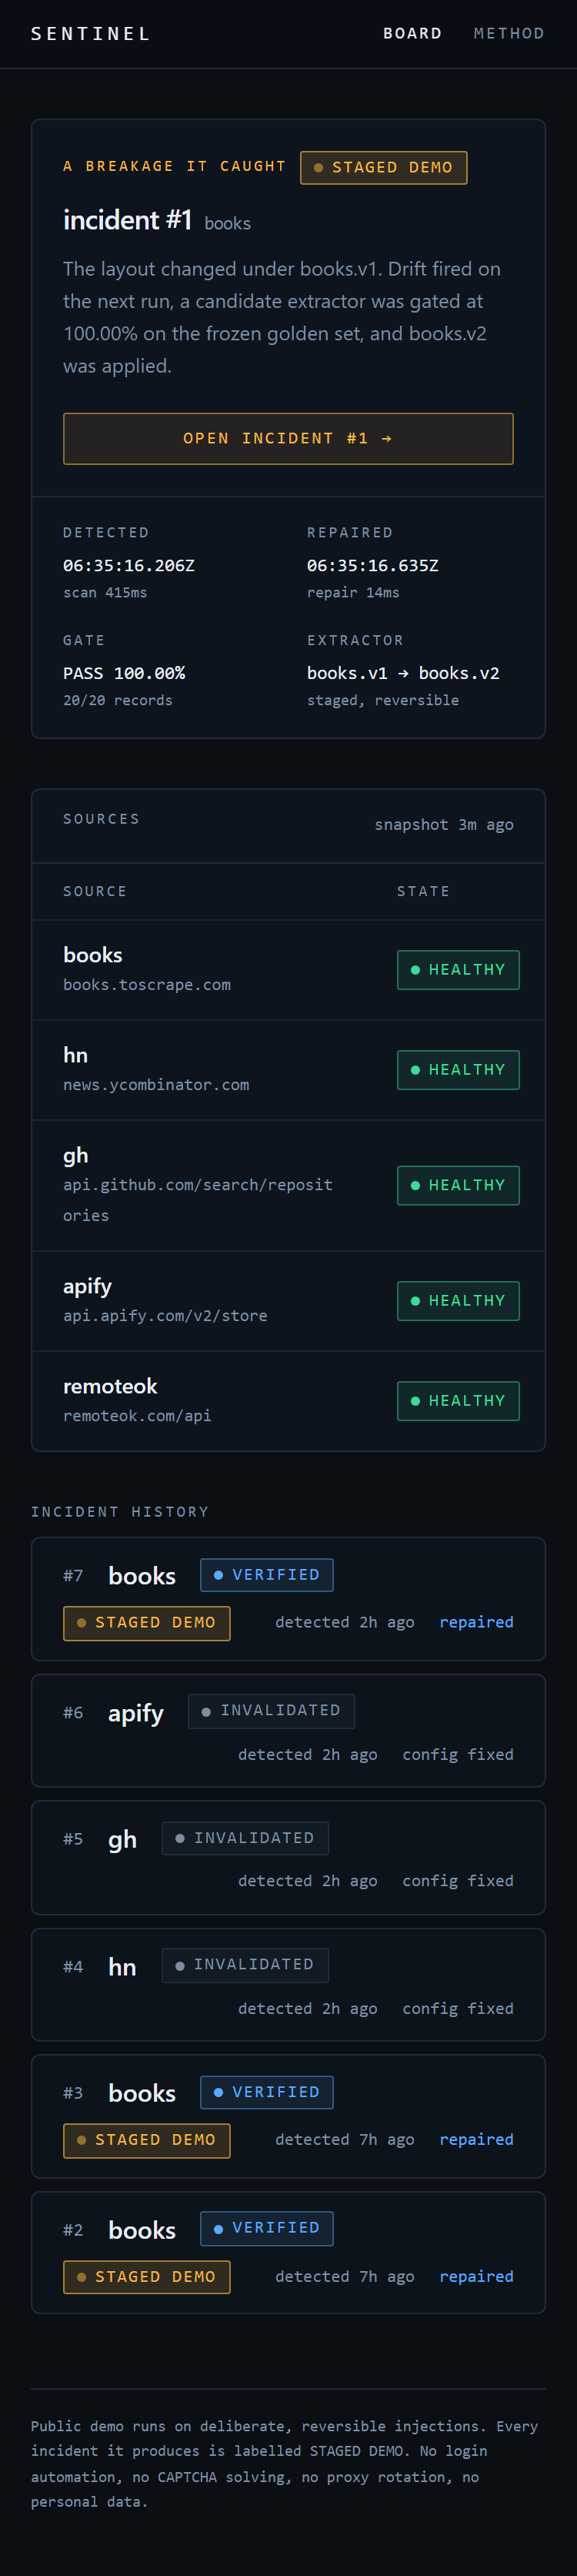 SENTINEL
BOARD METHOD
A BREAKAGE IT CAUGHT STAGED DEMO
incident #1 books
The layout changed under books.v1. Drift fired on
the next run, a candidate extractor was gated at
100.00% on the frozen golden set, and books.v2
was applied.
OPEN INCIDENT #1 →
DETECTED
06:35:16.206Z
scan 415ms
REPAIRED
06:35:16.635Z
repair 14ms
GATE
PASS 100.00%
20/20 records
EXTRACTOR
books.v1 → books.v2
staged, reversible
SOURCES
snapshot 3m ago
SOURCE STATE
books
books.toscrape.com
HEALTHY
hn
news.ycombinator.com
HEALTHY
gh
api.github.com/search/reposit
ories
HEALTHY
apify
api.apify.com/v2/store
HEALTHY
remoteok
remoteok.com/api
HEALTHY
INCIDENT HISTORY
#7 books VERIFIED
STAGED DEMO detected 2h ago repaired
#6 apify INVALIDATED
detected 2h ago config fixed
#5 gh INVALIDATED
detected 2h ago config fixed
#4 hn INVALIDATED
detected 2h ago config fixed
#3 books VERIFIED
STAGED DEMO detected 7h ago repaired
#2 books VERIFIED
STAGED DEMO detected 7h ago repaired
Public demo runs on deliberate, reversible injections. Every
incident it produces is labelled STAGED DEMO. No login
automation, no CAPTCHA solving, no proxy rotation, no
personal data.